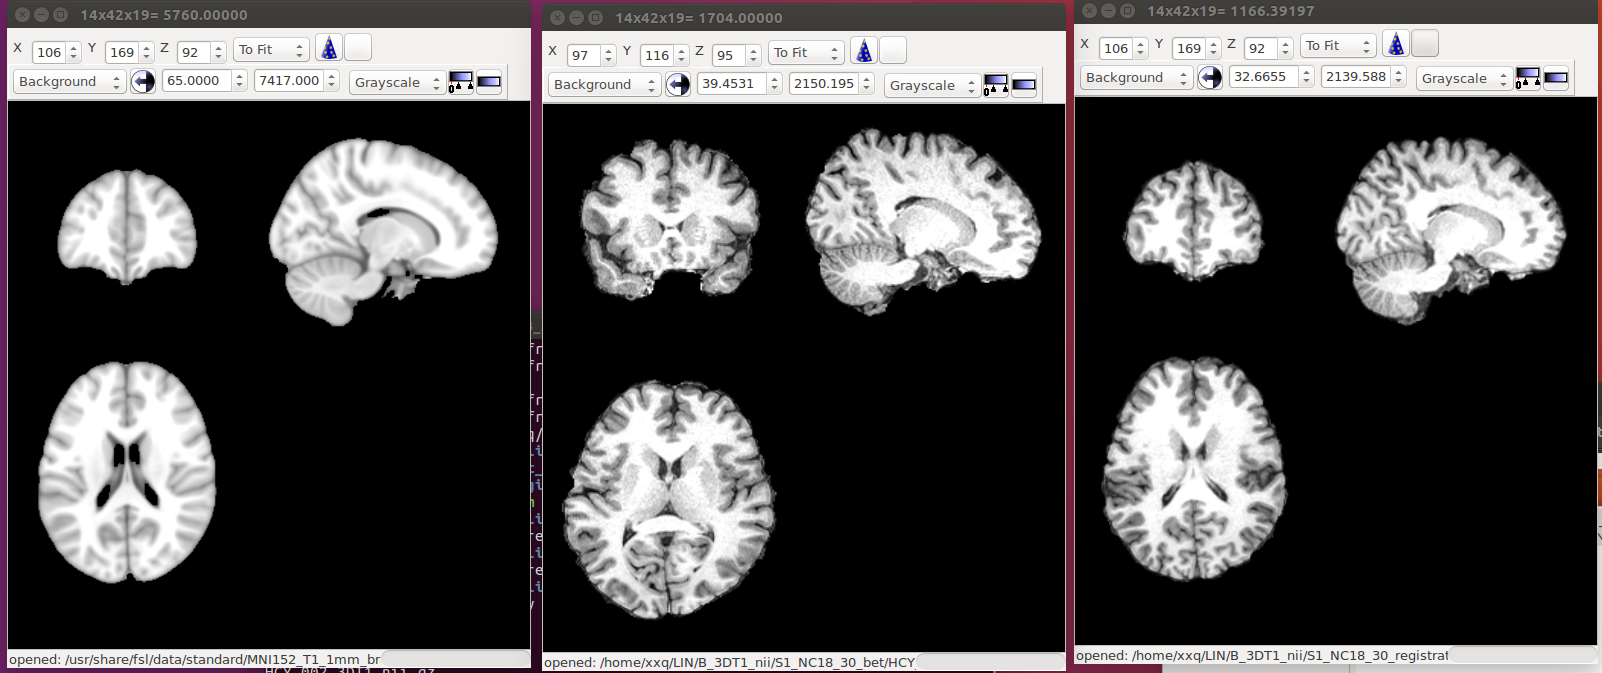 14x42x19= 5760.00000
X 106 Y 169 Z 92 To Fit
Background 65.0000 7417.000 Grayscale
opened: /usr/share/fsl/data/standard/MNI152_T1_1mm_br
14x42x19= 1704.00000
X 97 Y 116 Z 95 To Fit
Background 39.4531 2150.195 Grayscale
opened: /home/xxq/LIN/B_3DT1_nii/S1_NC18_30_bet/HCY
14x42x19= 1166.39197
X 106 Y 169 Z 92 To Fit
Background 32.6655 2139.588 Grayscale
opened: /home/xxq/LIN/B_3DT1_nii/S1_NC18_30_registrat